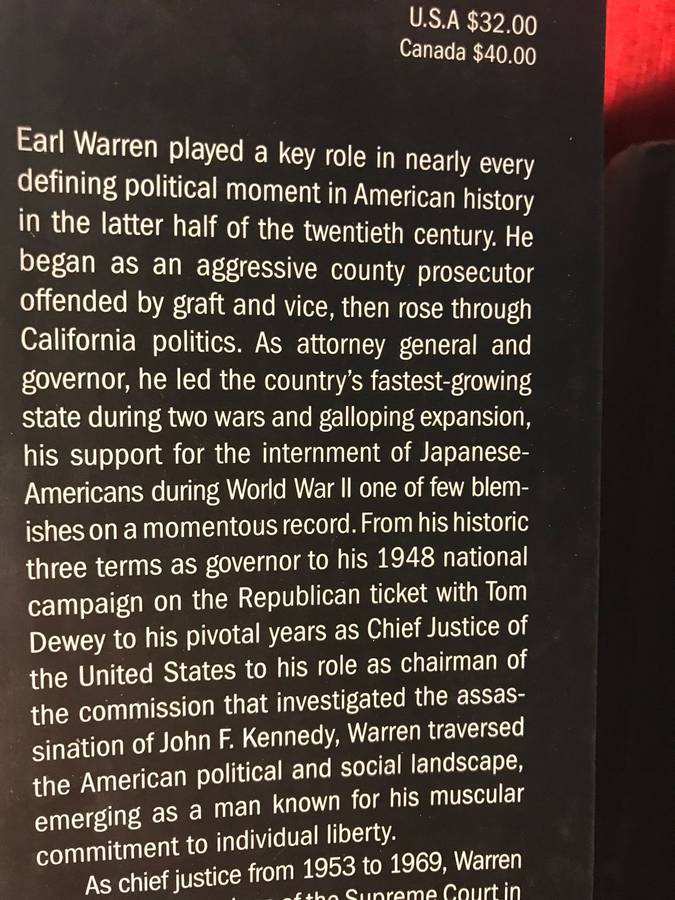 U.S.A $32.00
Canada $40.00
Earl Warren played a key role in nearly every
defining political moment in American history
in the latter half of the twentieth century. He
began as an aggressive county prosecutor
offended by graft and vice, then rose through
California politics. As attorney general and
governor, he led the country's fastest-growing
state during two wars and galloping expansion,
his support for the internment of Japanese-
Americans during World War II one of few blem-
ishes on a momentous record. From his historic
three terms as governor to his 1948 national
campaign on the Republican ticket with Tom
Dewey to his pivotal years as Chief Justice of
the United States to his role as chairman of
the commission that investigated the assas-
sination of John F. Kennedy, Warren traversed
the American political and social landscape,
emerging as a man known for his muscular
commitment to individual liberty.
As chief justice from 1953 to 1969, Warren
of the Supreme Court in